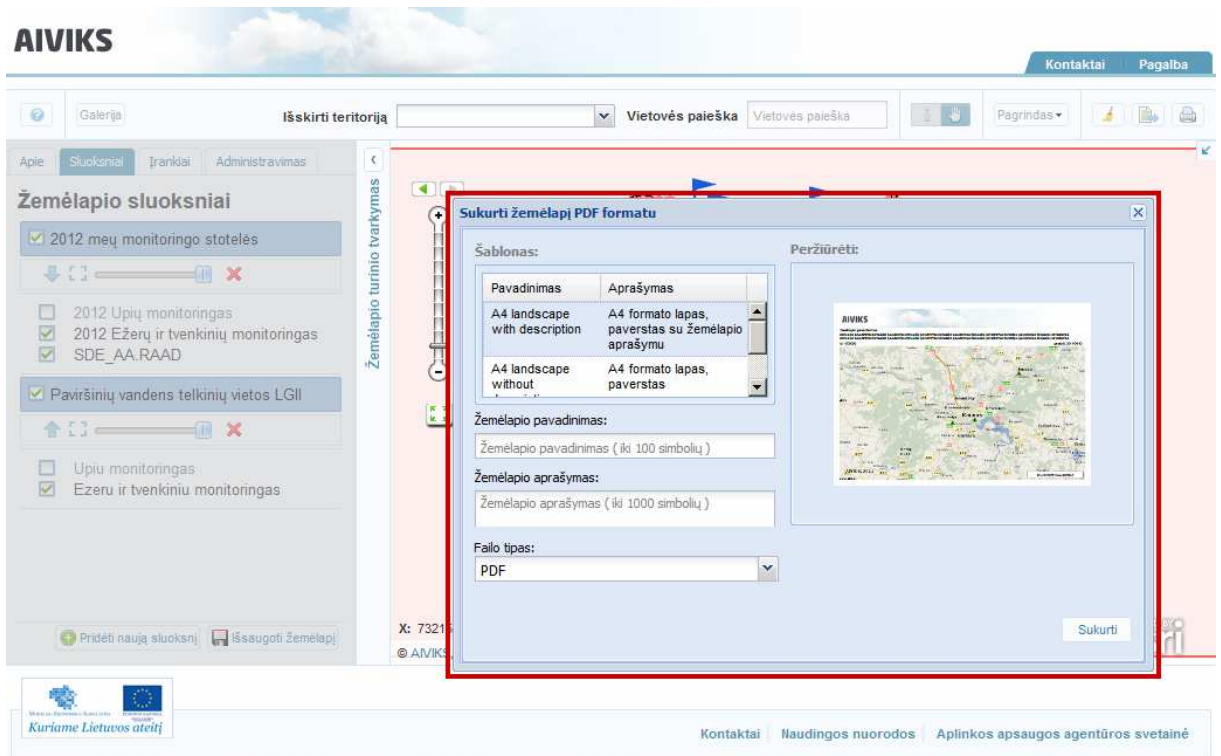 AIVIKS
Kontaktai Pagalba
Galerija
Išskirti teritoriją
Vietovės paieška
Vietovės paieška
Pagrindas
Apie Sluoksniai Įrankiai Administravimas
Žemėlapio sluoksniai
2012 meų monitoringo stotelės
2012 Upių monitoringas
2012 Ežerų ir tvenkinių monitoringas
SDE_AA.RAAD
Paviršinių vandens telkinių vietos LGII
Upiu monitoringas
Ezeru ir tvenkiniu monitoringas
Pridėti naują sluoksnį Išsaugoti žemėlapį
Žemėlapio turinio tvarkymas
Sukurti žemėlapį PDF formatu
Šablonas:
Pavadinimas Aprašymas
A4 landscape with description
A4 formato lapas, paverstas su žemėlapio aprašymu
A4 landscape without
A4 formato lapas, paverstas
Žemėlapio pavadinimas:
Žemėlapio pavadinimas ( iki 100 simbolių )
Žemėlapio aprašymas:
Žemėlapio aprašymas ( iki 1000 simbolių )
Failo tipas:
PDF
Peržiūrėti:
AIVIKS
Sukurti
X: 7321
© AIVIKS
Kuriame Lietuvos ateitį
Kontaktai Naudingos nuorodos Aplinkos apsaugos agentūros svetainė